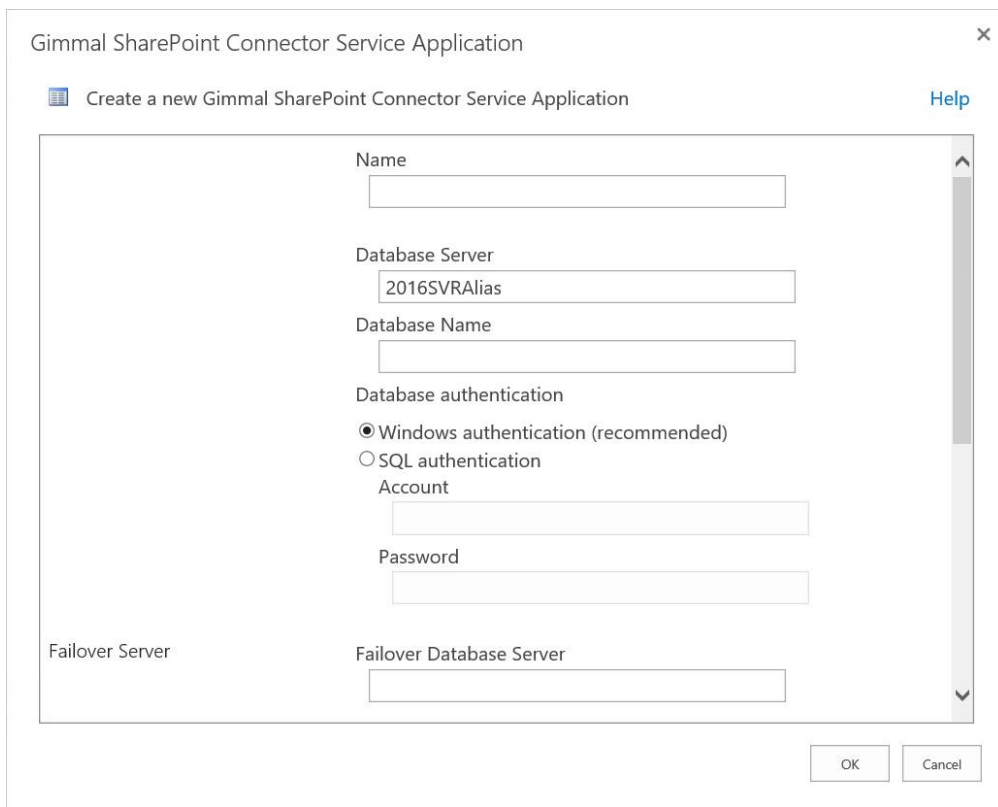 Gimmal SharePoint Connector Service Application
Create a new Gimmal SharePoint Connector Service Application
Help
Name
Database Server
2016SVRAlias
Database Name
Database authentication
Windows authentication (recommended)
SQL authentication
Account
Password
Failover Server
Failover Database Server
OK
Cancel